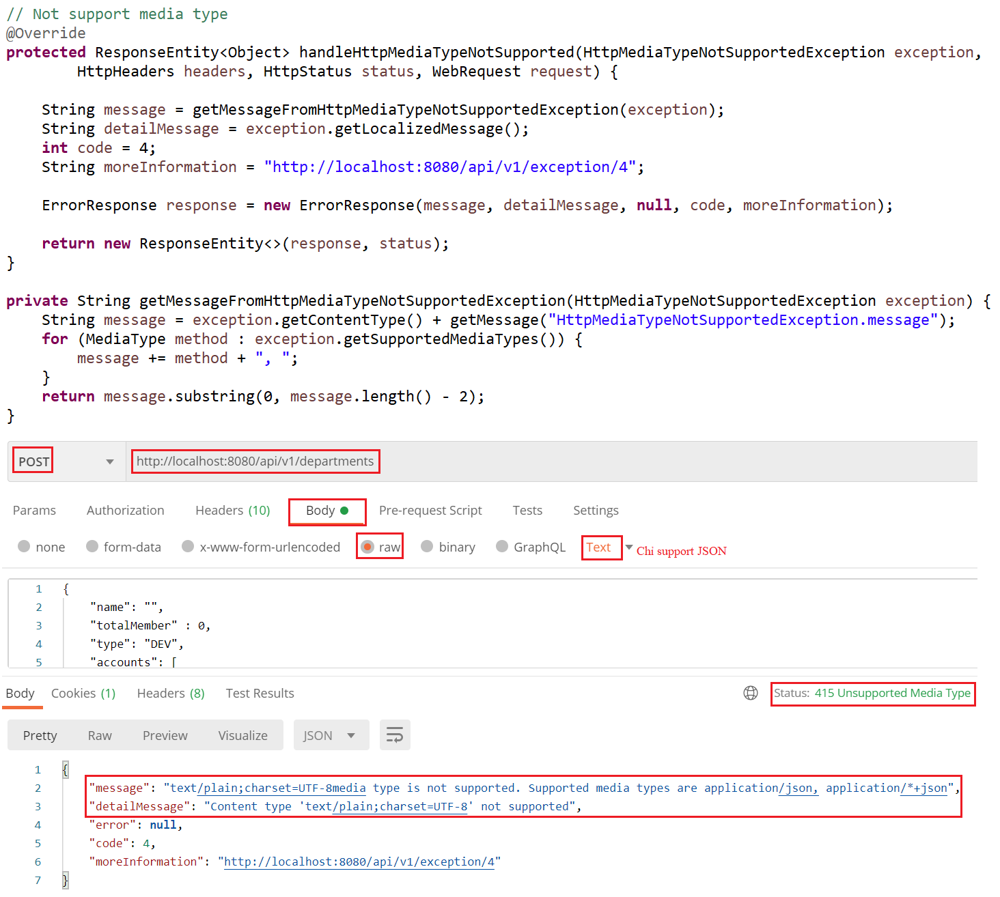 // Not support media type
@Override
protected ResponseEntity<Object> handleHttpMediaTypeNotSupported(HttpMediaTypeNotSupportedException exception,
        HttpHeaders headers, HttpStatus status, WebRequest request) {

    String message = getMessageFromHttpMediaTypeNotSupportedException(exception);
    String detailMessage = exception.getLocalizedMessage();
    int code = 4;
    String moreInformation = "http://localhost:8080/api/v1/exception/4";

    ErrorResponse response = new ErrorResponse(message, detailMessage, null, code, moreInformation);

    return new ResponseEntity<>(response, status);
}

private String getMessageFromHttpMediaTypeNotSupportedException(HttpMediaTypeNotSupportedException exception) {
    String message = exception.getContentType() + getMessage("HttpMediaTypeNotSupportedException.message");
    for (MediaType method : exception.getSupportedMediaTypes()) {
        message += method + ", ";
    }
    return message.substring(0, message.length() - 2);
}
POST http://localhost:8080/api/v1/departments
Params Authorization Headers (10) Body Pre-request Script Tests Settings
none form-data x-www-form-urlencoded raw binary GraphQL Text Chi support JSON
1 {
2     "name": "",
3     "totalMember" : 0,
4     "type": "DEV",
5     "accounts": [
Body Cookies (1) Headers (8) Test Results Status: 415 Unsupported Media Type
Pretty Raw Preview Visualize JSON
1 {
2     "message": "text/plain;charset=UTF-8media type is not supported. Supported media types are application/json, application/*+json",
3     "detailMessage": "Content type 'text/plain;charset=UTF-8' not supported",
4     "error": null,
5     "code": 4,
6     "moreInformation": "http://localhost:8080/api/v1/exception/4"
7 }